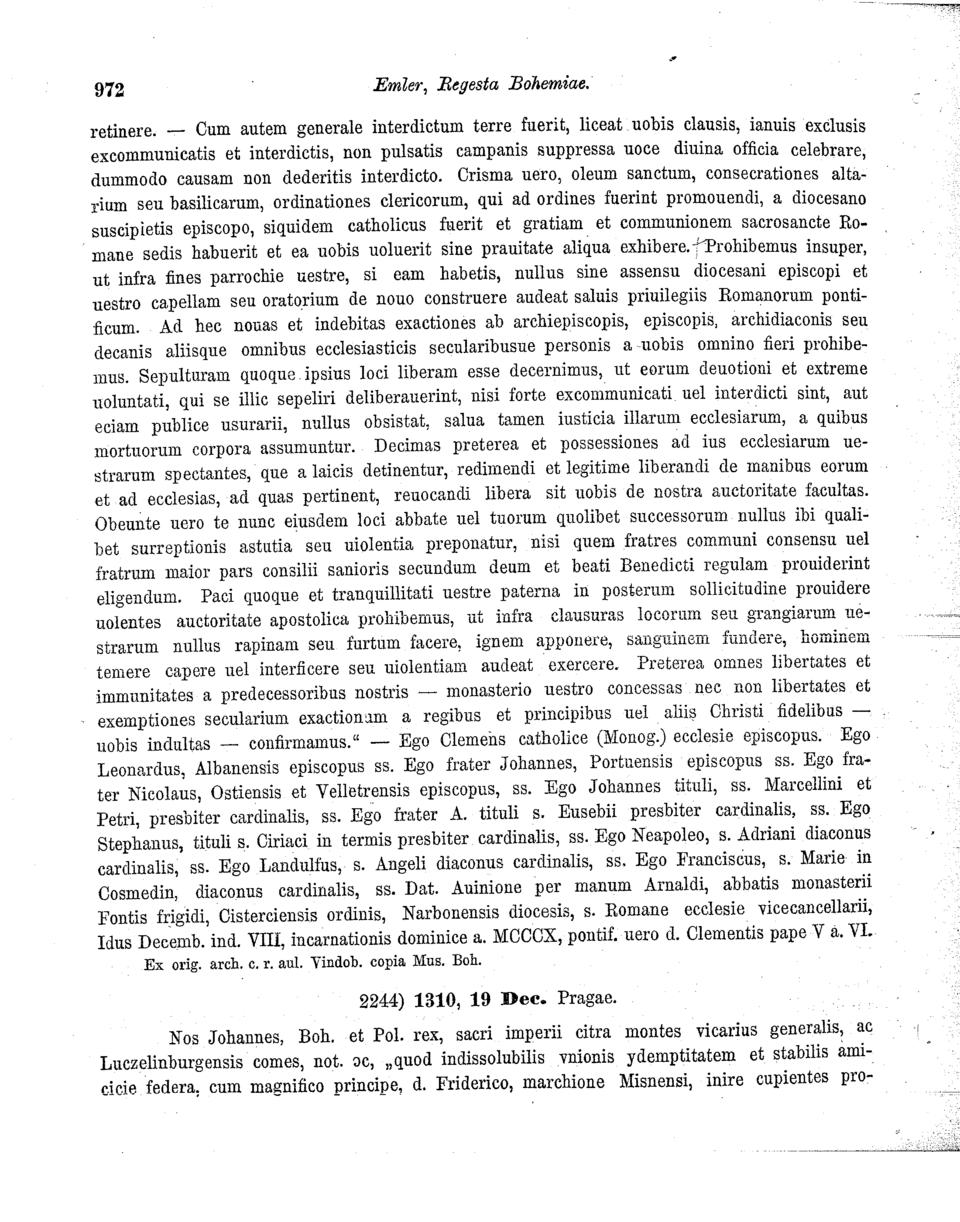 972 Emler, Regesta Bohemiae.
retinere. — Cum autem generale interdictum terre fuerit, liceat uobis clausis, ianuis exclusis
excommunicatis et interdictis, non pulsatis campanis suppressa uoce diuina officia celebrare,
dummodo causam non dederitis interdicto. Crisma uero, oleum sanctum, consecrationes alta-
rium seu basilicarum, ordinationes clericorum, qui ad ordines fuerint promouendi, a diocesano
suscipietis episcopo, siquidem catholicus fuerit et gratiam et communionem sacrosancte Ro-
mane sedis habuerit et ea uobis uoluerit sine prauitate aliqua exhibere. Prohibemus insuper,
ut infra fines parrochie uestre, si eam habetis, nullus sine assensu diocesani episcopi et
uestro capellam seu oratorium de nouo construere audeat saluis priuilegiis Romanorum ponti-
ficum. Ad hec nouas et indebitas exactiones ab archiepiscopis, episcopis, archidiaconis seu
decanis aliisque omnibus ecclesiasticis secularibusue personis a uobis omnino fieri prohibe-
mus. Sepulturam quoque ipsius loci liberam esse decernimus, ut eorum deuotioni et extreme
uoluntati, qui se illic sepeliri deliberauerint, nisi forte excommunicati uel interdicti sint, aut
eciam publice usurarii, nullus obsistat, salua tamen iusticia illarum ecclesiarum, a quibus
mortuorum corpora assumuntur. Decimas preterea et possessiones ad ius ecclesiarum ue-
strarum spectantes, que a laicis detinentur, redimendi et legitime liberandi de manibus eorum
et ad ecclesias, ad quas pertinent, reuocandi libera sit uobis de nostra auctoritate facultas.
Obeunte uero te nunc eiusdem loci abbate uel tuorum quolibet successorum nullus ibi quali-
bet surreptionis astutia seu uiolentia preponatur, nisi quem fratres communi consensu uel
fratrum maior pars consilii sanioris secundum deum et beati Benedicti regulam prouiderint
eligendum. Paci quoque et tranquillitati uestre paterna in posterum sollicitudine prouidere
uolentes auctoritate apostolica prohibemus, ut infra clausuras locorum seu grangiarum ue-
strarum nullus rapinam seu furtum facere, ignem apponere, sanguinem fundere, hominem
temere capere uel interficere seu uiolentiam audeat exercere. Preterea omnes libertates et
immunitates a predecessoribus nostris — monasterio uestro concessas nec non libertates et
exemptiones secularium exactionum a regibus et principibus uel aliis Christi fidelibus —
uobis indultas — confirmamus.“ — Ego Clemens catholice (Monog.) ecclesie episcopus. Ego
Leonardus, Albanensis episcopus ss. Ego frater Johannes, Portuensis episcopus ss. Ego fra-
ter Nicolaus, Ostiensis et Velletrensis episcopus, ss. Ego Johannes tituli, ss. Marcellini et
Petri, presbiter cardinalis, ss. Ego frater A. tituli s. Eusebii presbiter cardinalis, ss. Ego
Stephanus, tituli s. Ciriaci in termis presbiter cardinalis, ss. Ego Neapoleo, s. Adriani diaconus
cardinalis, ss. Ego Landulfus, s. Angeli diaconus cardinalis, ss. Ego Franciscus, s. Marie in
Cosmedin, diaconus cardinalis, ss. Dat. Auinione per manum Arnaldi, abbatis monasterii
Fontis frigidi, Cisterciensis ordinis, Narbonensis diocesis, s. Romane ecclesie vicecancellarii,
Idus Decemb. ind. VIII, incarnationis dominice a. MCCCX, pontif. uero d. Clementis pape V a. VI.
Ex orig. arch. c. r. aul. Vindob. copia Mus. Boh.
2244) 1310, 19 Dec. Pragae.
Nos Johannes, Boh. et Pol. rex, sacri imperii citra montes vicarius generalis, ac
Luczelinburgensis comes, not. ɔc, „quod indissolubilis vnionis ydemptitatem et stabilis ami-
cicie federa, cum magnifico principe, d. Friderico, marchione Misnensi, inire cupientes pro-